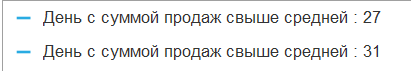 День с суммой продаж свыше средней : 27
День с суммой продаж свыше средней : 31